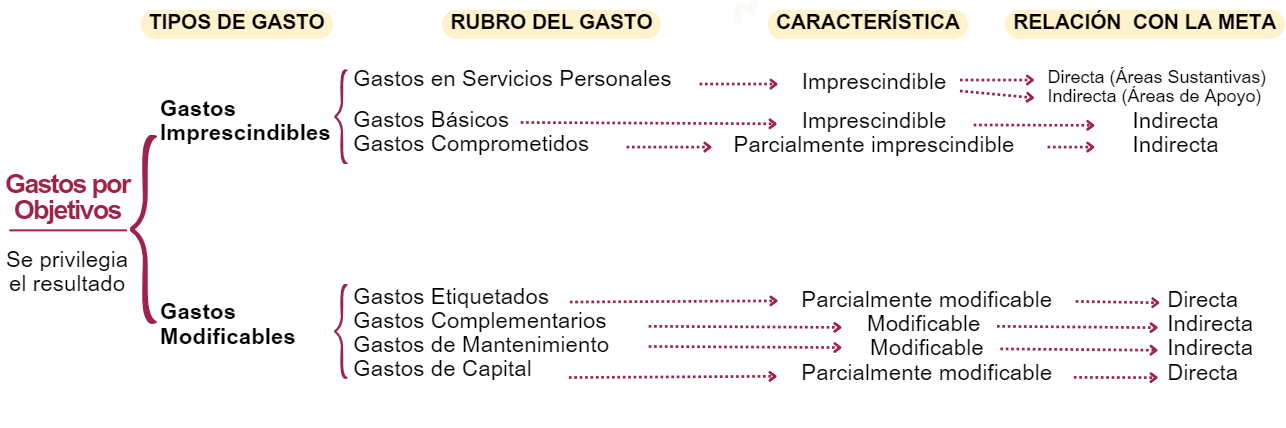 TIPOS DE GASTO RUBRO DEL GASTO CARACTERÍSTICA RELACIÓN CON LA META
Gastos por
Objetivos
Se privilegia
el resultado
Gastos
Imprescindibles
Gastos en Servicios Personales Imprescindible Directa (Áreas Sustantivas)
Indirecta (Áreas de Apoyo)
Gastos Básicos Imprescindible Indirecta
Gastos Comprometidos Parcialmente imprescindible Indirecta
Gastos
Modificables
Gastos Etiquetados Parcialmente modificable Directa
Gastos Complementarios Modificable Indirecta
Gastos de Mantenimiento Modificable Indirecta
Gastos de Capital Parcialmente modificable Directa